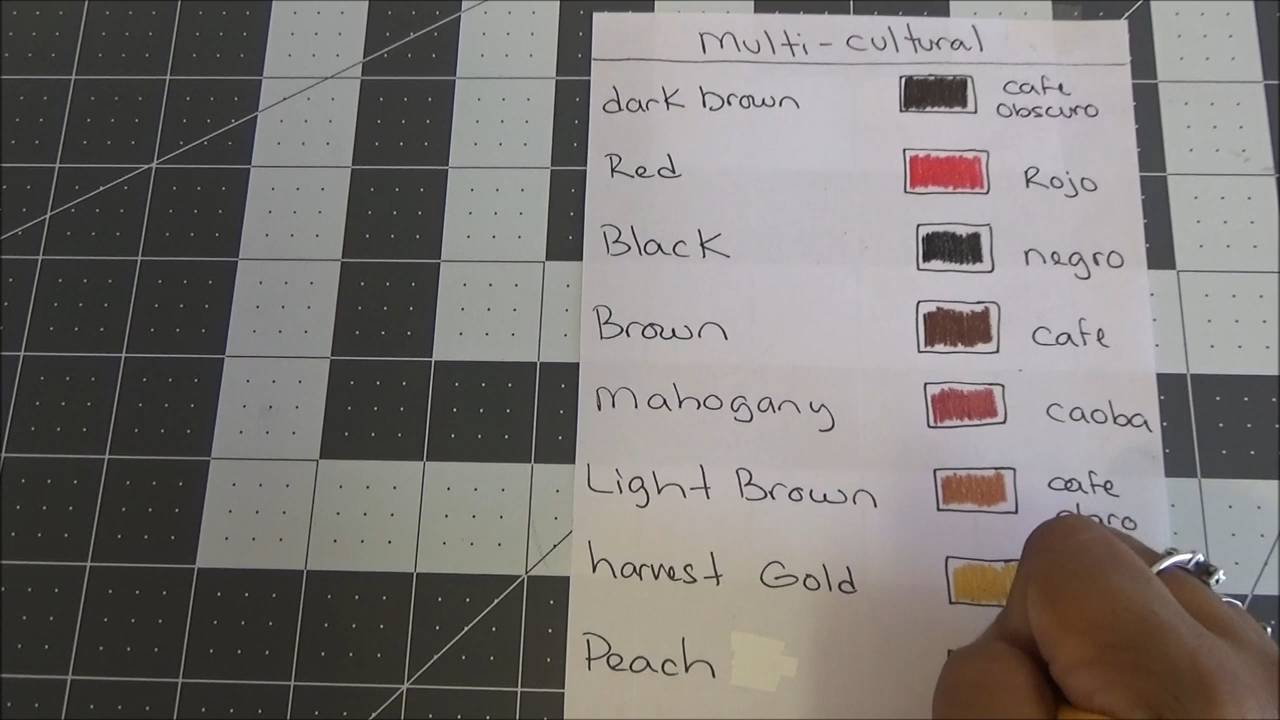 multi-cultural
dark brown cafe
obscuro
Red Rojo
Black negro
Brown cafe
mahogany caoba
Light Brown cafe
claro
harvest Gold
Peach